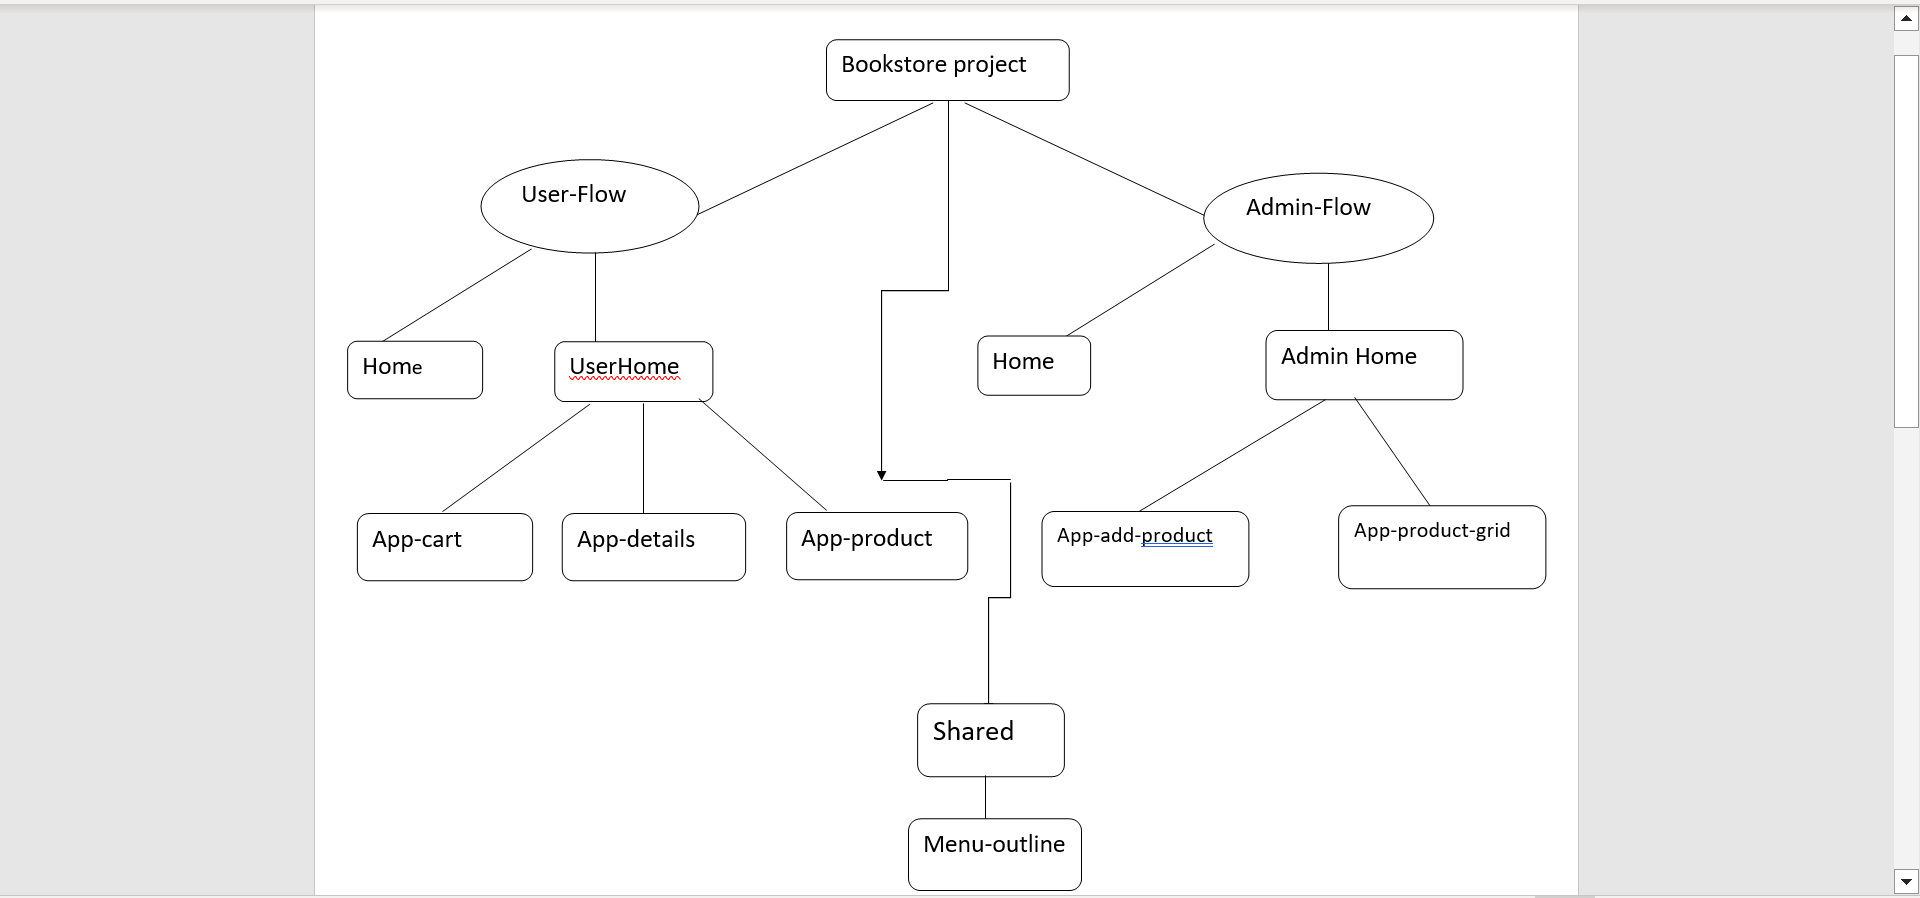 Bookstore project
User-Flow
Admin-Flow
Home
UserHome
Home
Admin Home
App-cart
App-details
App-product
App-add-product
App-product-grid
Shared
Menu-outline